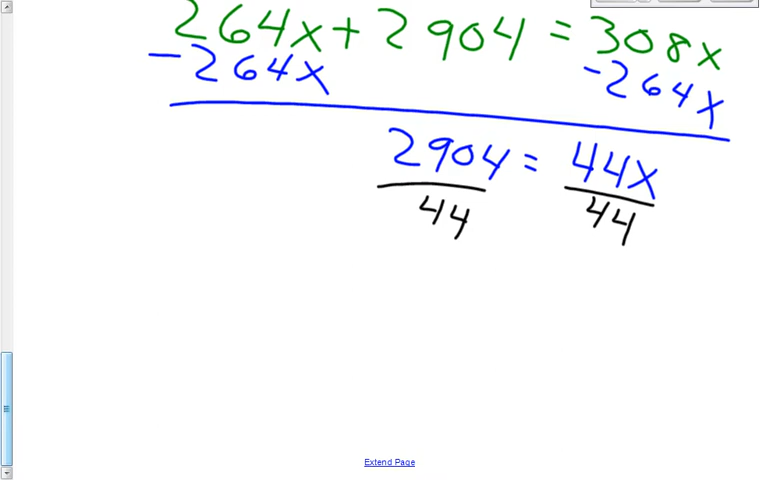 264x + 2904 = 308x
-264x -264x
2904 = 44x
44 44
Extend Page